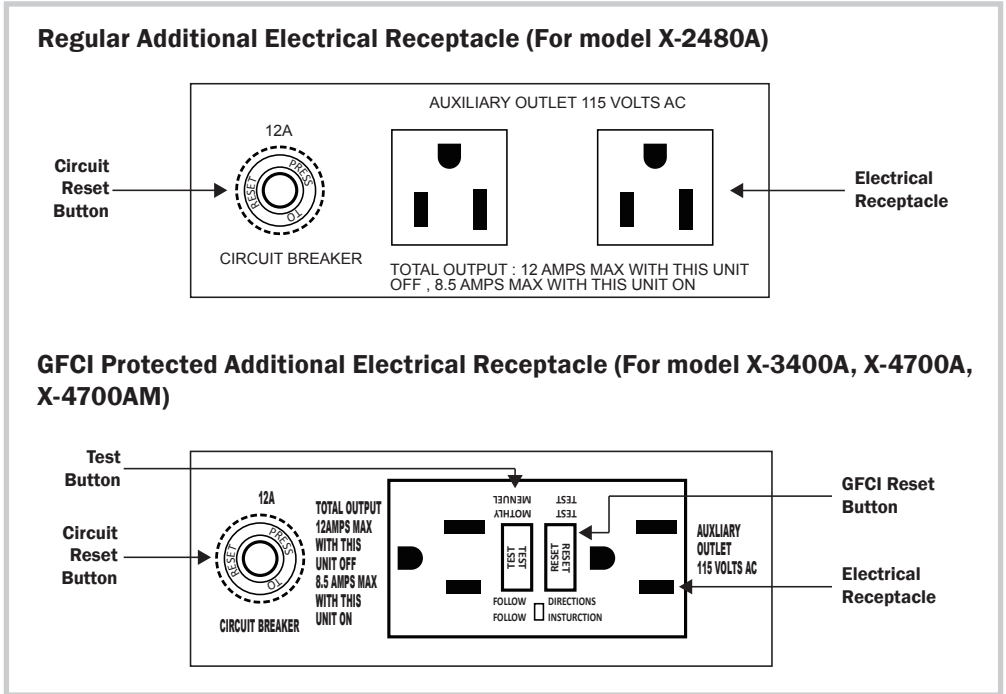 Regular Additional Electrical Receptacle (For model X-2480A)
AUXILIARY OUTLET 115 VOLTS AC
12A
PRESS
TO
RESET
Circuit
Reset
Button
Electrical
Receptacle
CIRCUIT BREAKER
TOTAL OUTPUT : 12 AMPS MAX WITH THIS UNIT
OFF , 8.5 AMPS MAX WITH THIS UNIT ON
GFCI Protected Additional Electrical Receptacle (For model X-3400A, X-4700A,
X-4700AM)
Test
Button
GFCI Reset
Button
Circuit
Reset
Button
12A
PRESS
TO
RESET
CIRCUIT BREAKER
TOTAL OUTPUT
12AMPS MAX
WITH THIS
UNIT OFF
8.5 AMPS MAX
WITH THIS
UNIT ON
MOTHLY TEST
MENUEL TEST
TEST
TEST
RESET
RESET
FOLLOW DIRECTIONS
FOLLOW INSTURCTION
AUXLIARY
OUTLET
115 VOLTS AC
Electrical
Receptacle